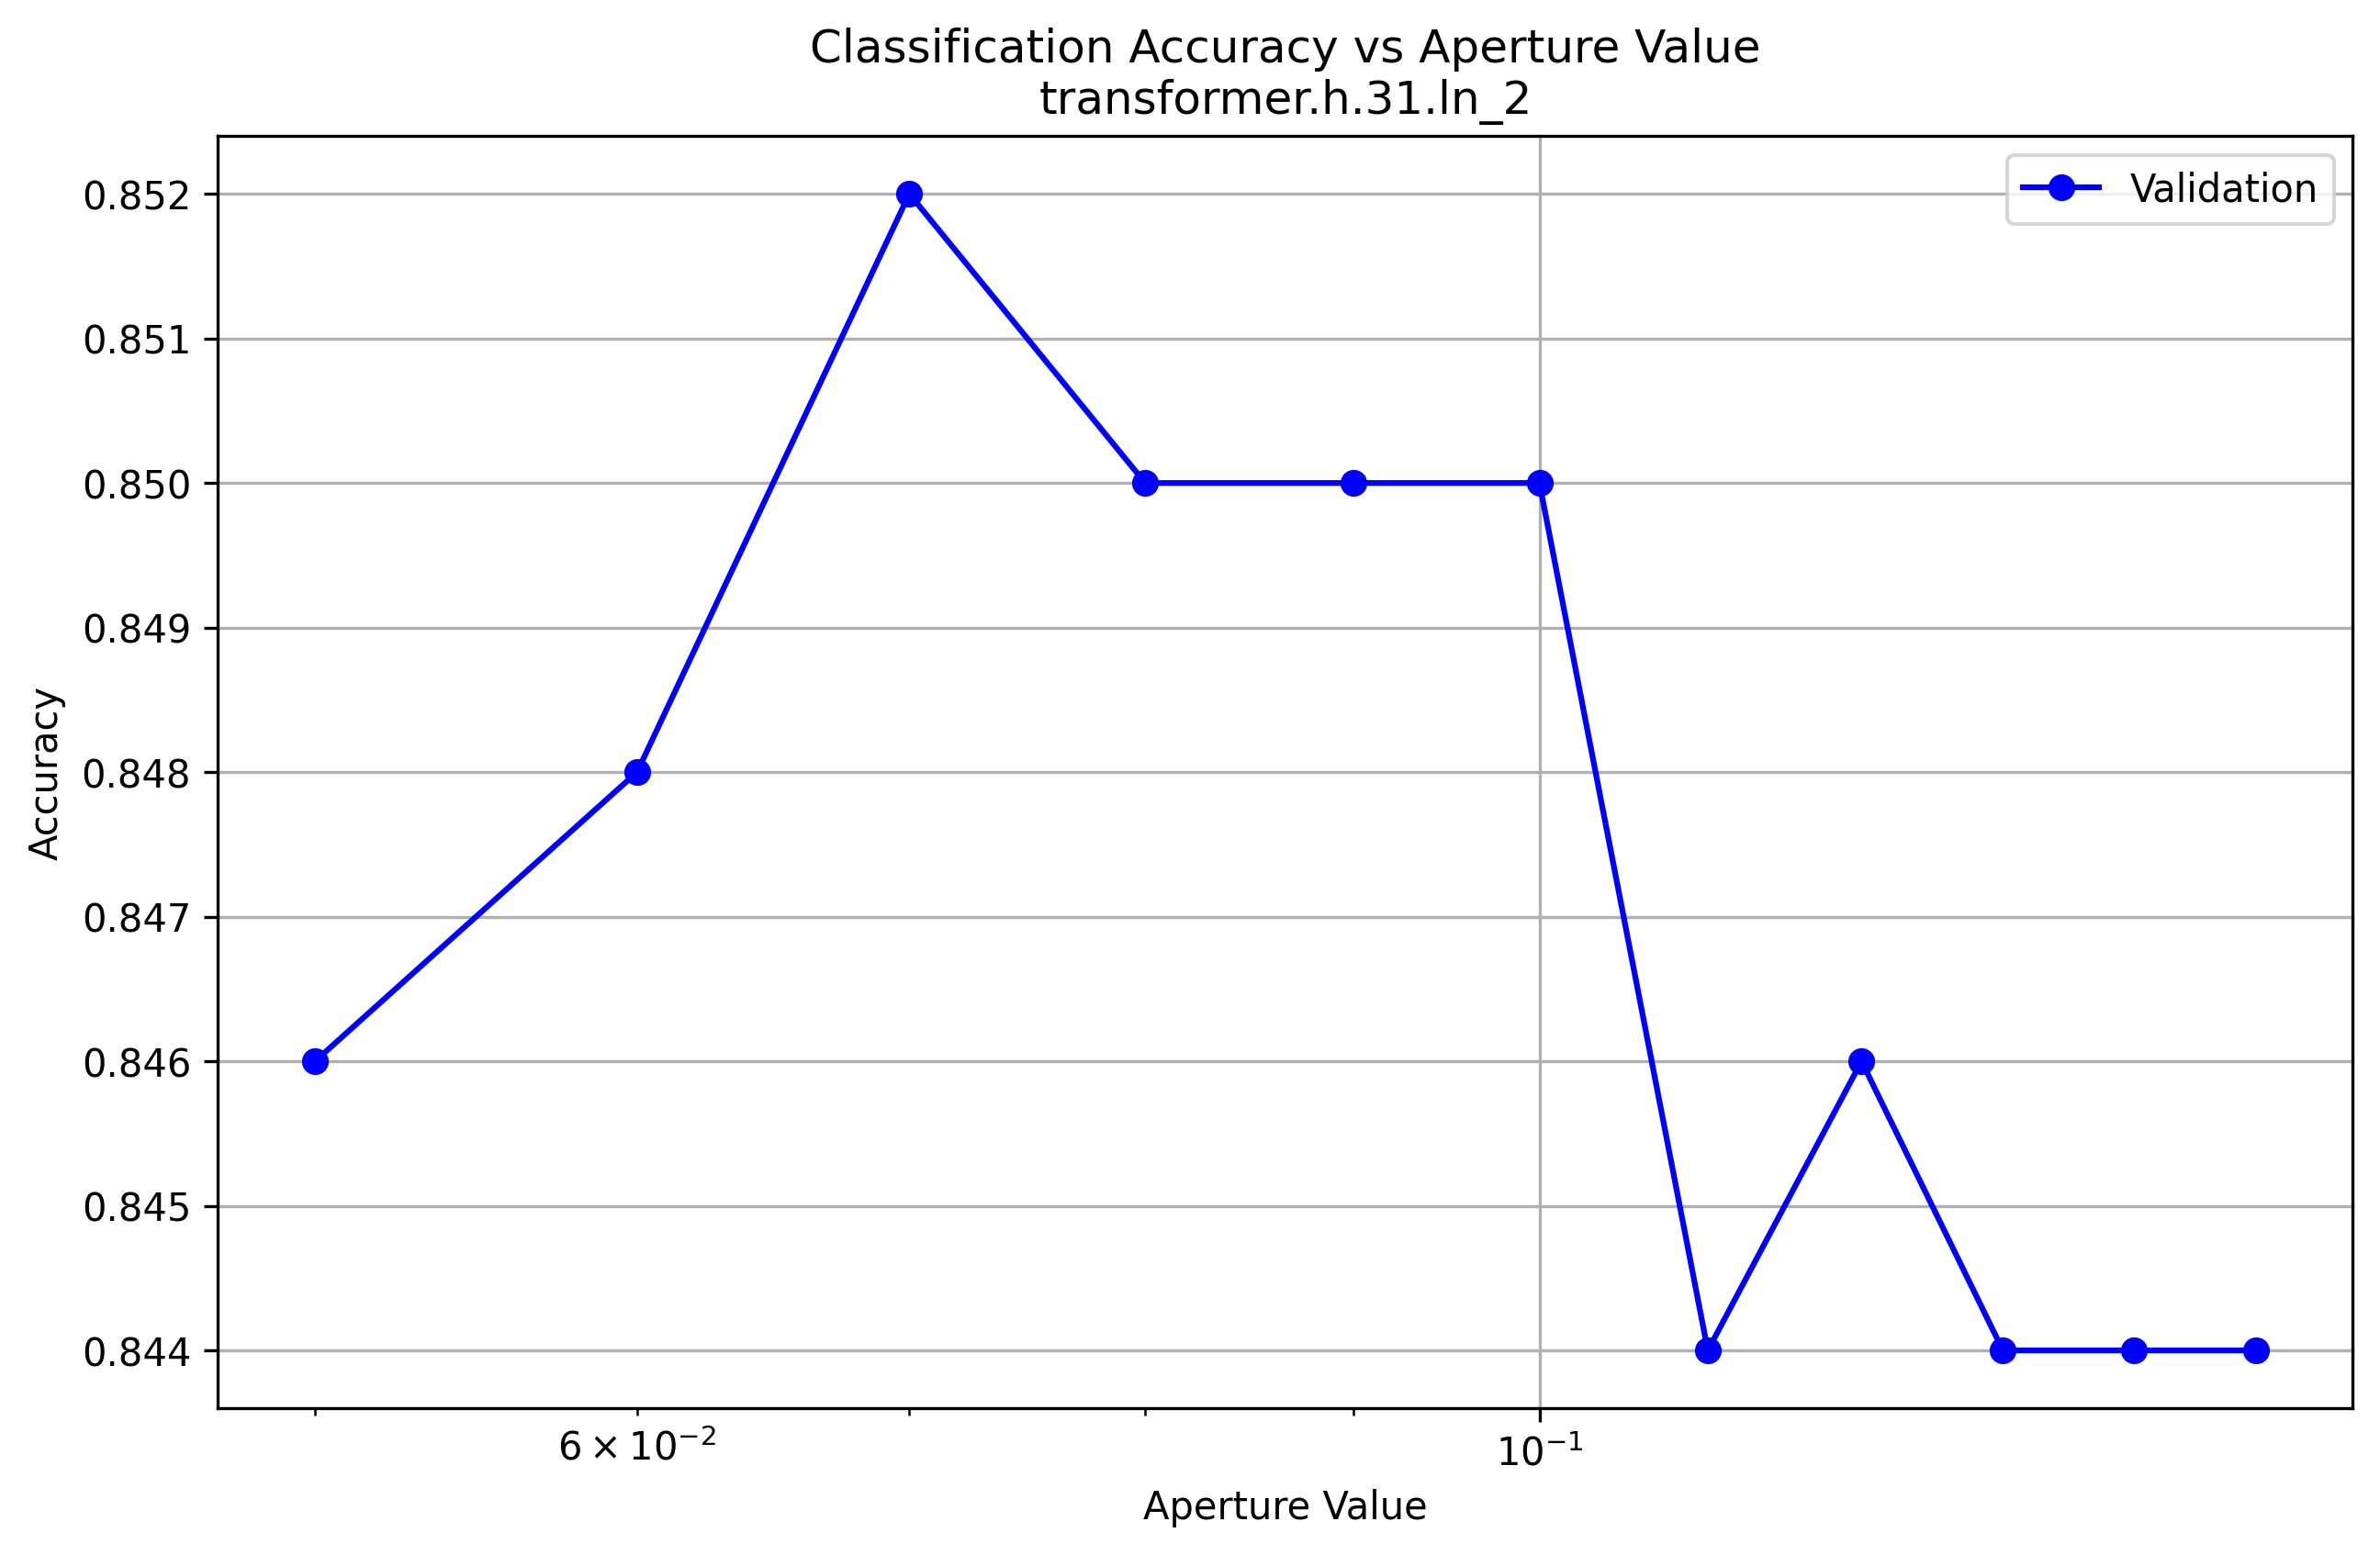 Classification Accuracy vs Aperture Value
transformer.h.31.ln_2
Validation
0.852
0.851
0.850
0.849
0.848
0.847
0.846
0.845
0.844
Accuracy
6 × 10⁻²
10⁻¹
Aperture Value